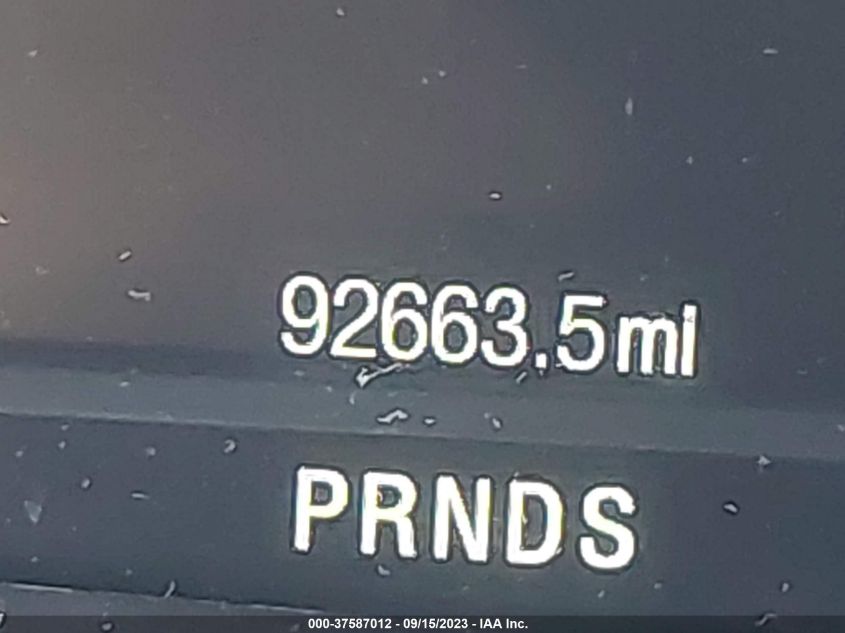 92663.5mi
PRNDS
000-37587012 - 09/15/2023 - IAA Inc.